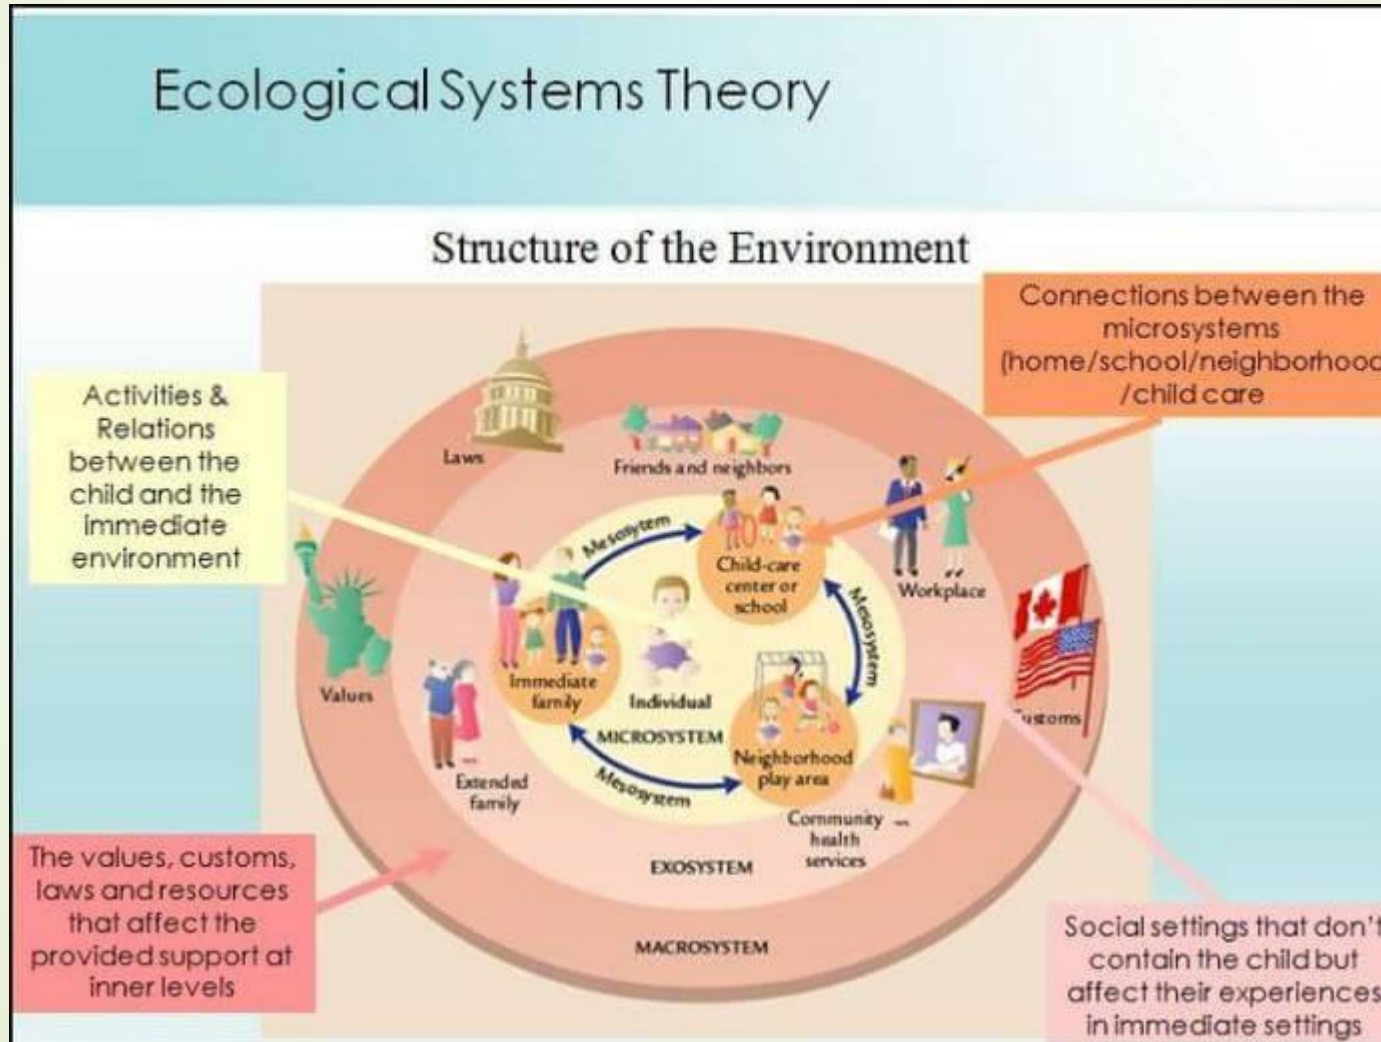 Ecological Systems Theory
Structure of the Environment
Connections between the
microsystems
(home/school/neighborhood
/child care
Activities &
Relations
between the
child and the
immediate
environment
Laws
Friends and neighbors
Mesosytem
Child-care
center or
school
Workplace
Mesosystem
Values
Immediate
family
Individual
Customs
MICROSYSTEM
Neighborhood
play area
Mesosystem
Extended
family
Community
health
services
EXOSYSTEM
MACROSYSTEM
The values, customs,
laws and resources
that affect the
provided support at
inner levels
Social settings that don't
contain the child but
affect their experiences
in immediate settings